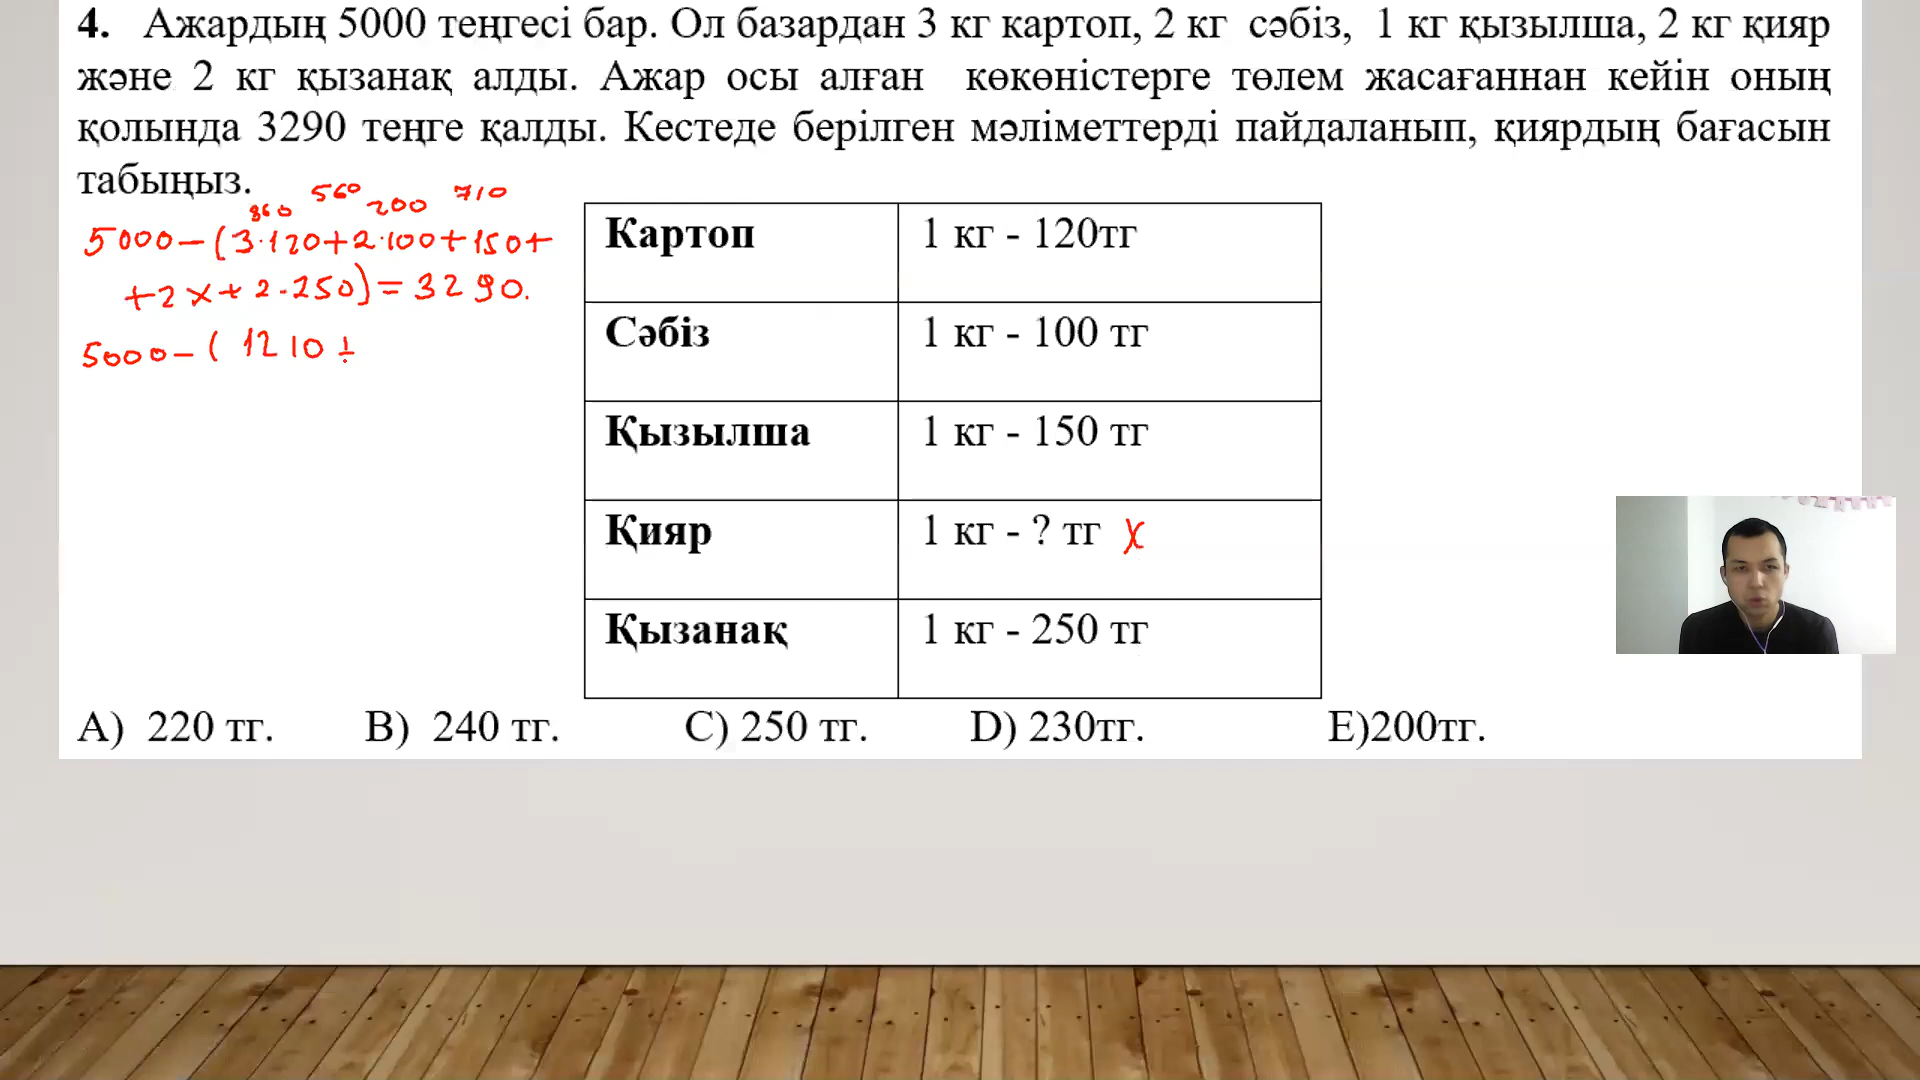 4. Ажардың 5000 теңгесі бар. Ол базардан 3 кг картоп, 2 кг сәбіз, 1 кг қызылша, 2 кг қияр
және 2 кг қызанақ алды. Ажар осы алған көкөністерге төлем жасағаннан кейін оның
қолында 3290 теңге қалды. Кестеде берілген мәліметтерді пайдаланып, қиярдың бағасын
табыңыз.
360 560 200 710
5000-(3·120+2·100+150+
+2x+2·250)=3290.
5000-(1210+
Картоп 1 кг - 120тг
Сәбіз 1 кг - 100 тг
Қызылша 1 кг - 150 тг
Қияр 1 кг - ? тг x
Қызанақ 1 кг - 250 тг
A) 220 тг. B) 240 тг. C) 250 тг. D) 230тг. E)200тг.